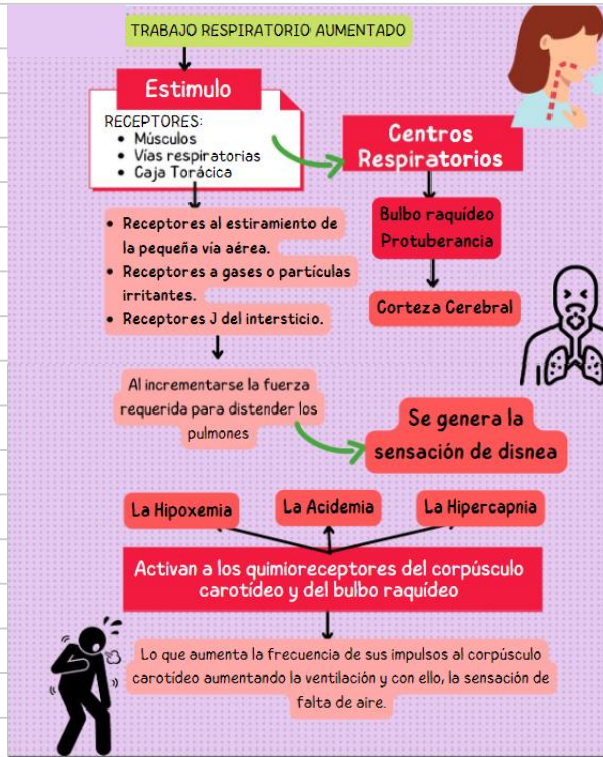 TRABAJO RESPIRATORIO AUMENTADO
Estimulo
RECEPTORES:
• Músculos
• Vías respiratorias
• Caja Torácica
Centros
Respiratorios
Bulbo raquídeo
Protuberancia
Corteza Cerebral
• Receptores al estiramiento de
la pequeña vía aérea.
• Receptores a gases o partículas
irritantes.
• Receptores J del intersticio.
Al incrementarse la fuerza
requerida para distender los
pulmones
Se genera la
sensación de disnea
La Hipoxemia
La Acidemia
La Hipercapnia
Activan a los quimioreceptores del corpúsculo
carotídeo y del bulbo raquídeo
Lo que aumenta la frecuencia de sus impulsos al corpúsculo
carotídeo aumentando la ventilación y con ello, la sensación de
falta de aire.